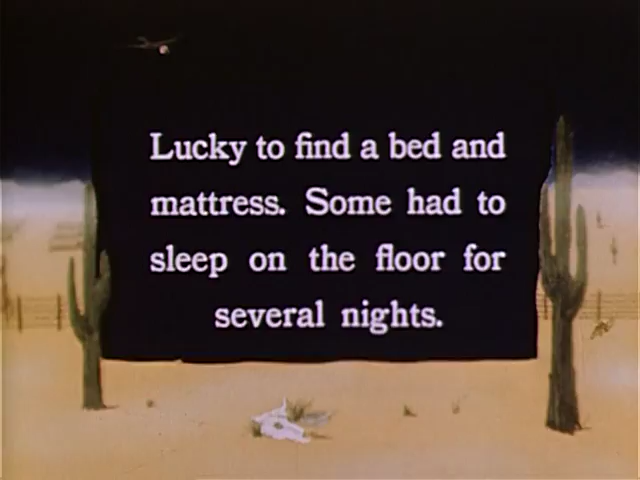 Lucky to find a bed and
mattress. Some had to
sleep on the floor for
several nights.